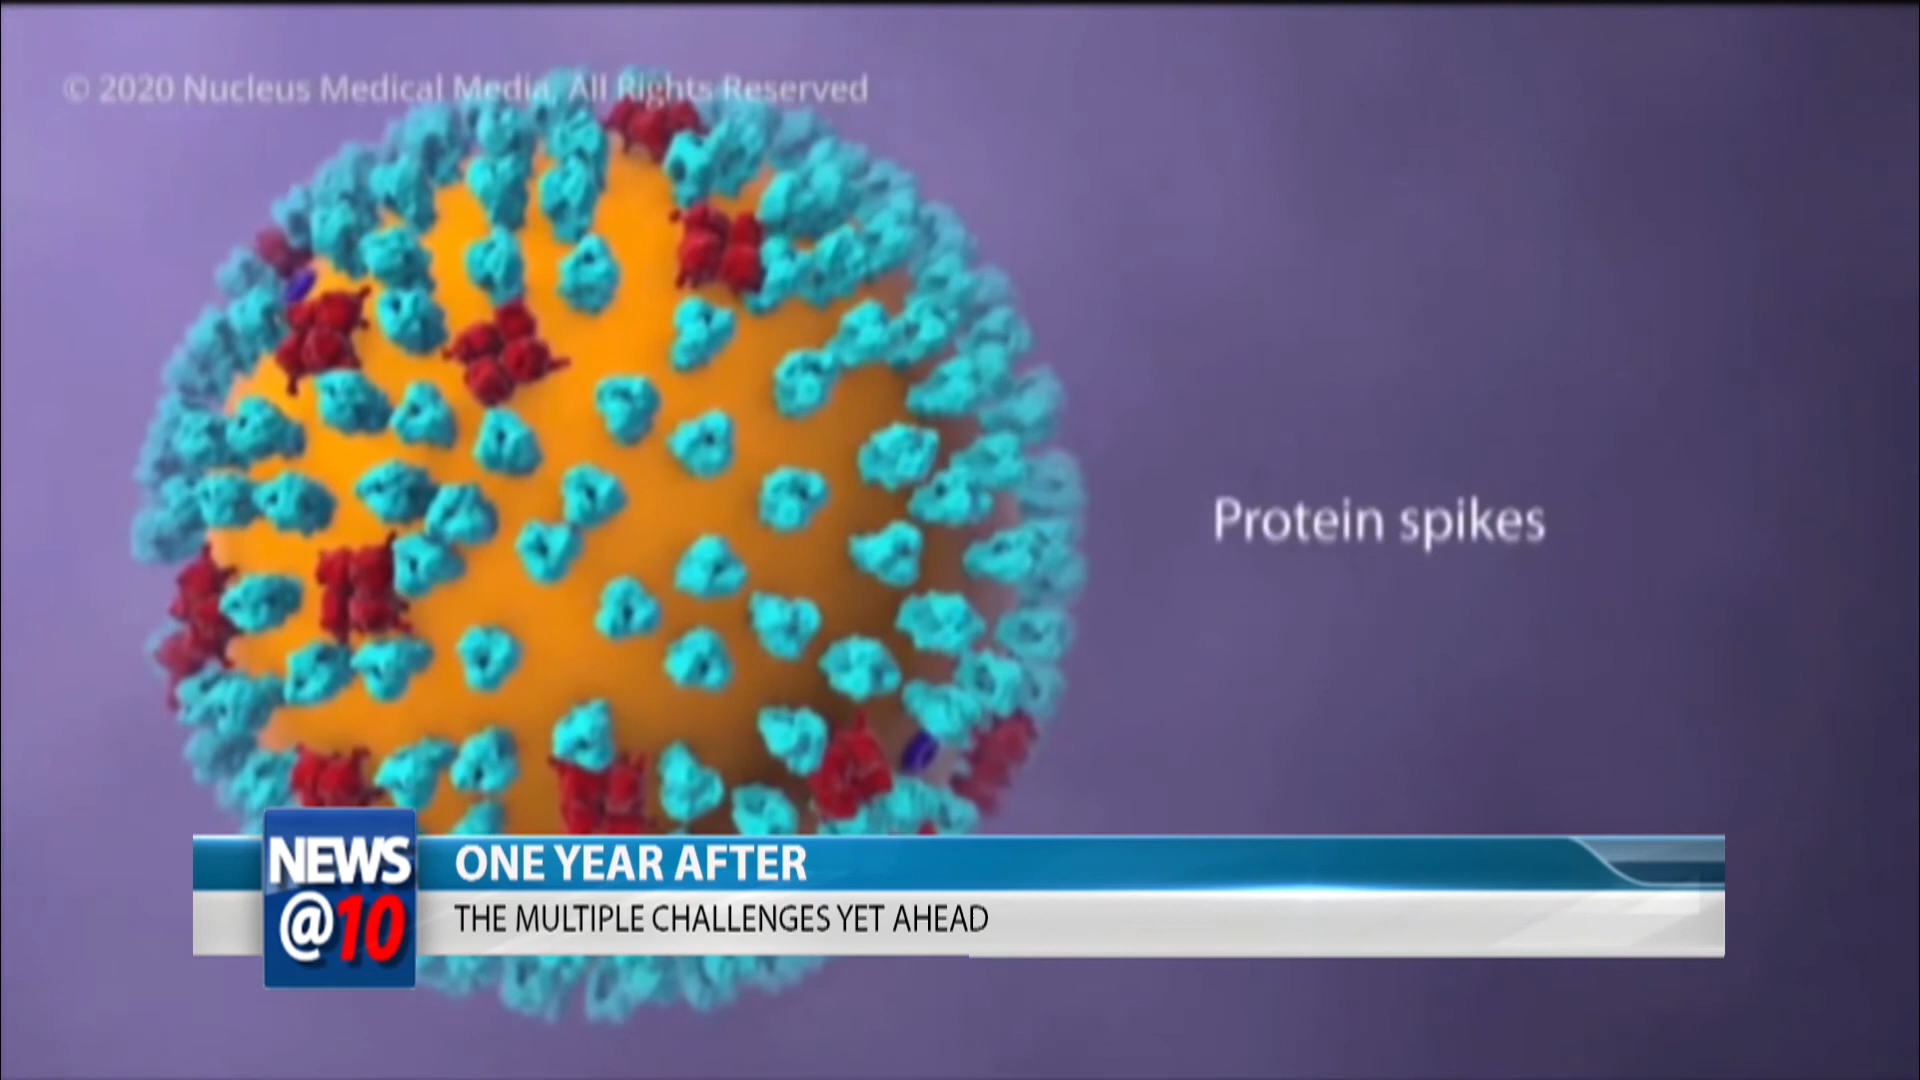 © 2020 Nucleus Medical Media, All Rights Reserved
Protein spikes
NEWS
@10
ONE YEAR AFTER
THE MULTIPLE CHALLENGES YET AHEAD